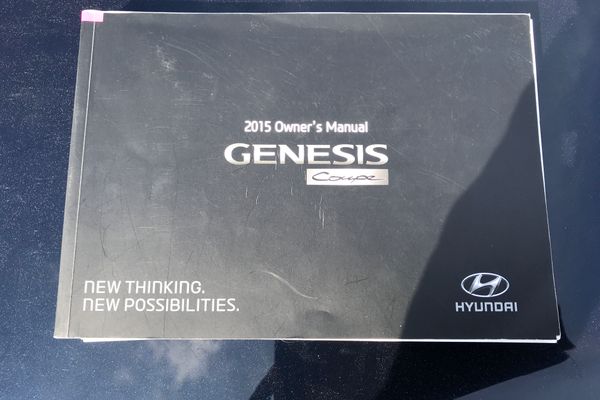 2015 Owner's Manual
GENESIS
Coupe
NEW THINKING.
NEW POSSIBILITIES.
HYUNDAI